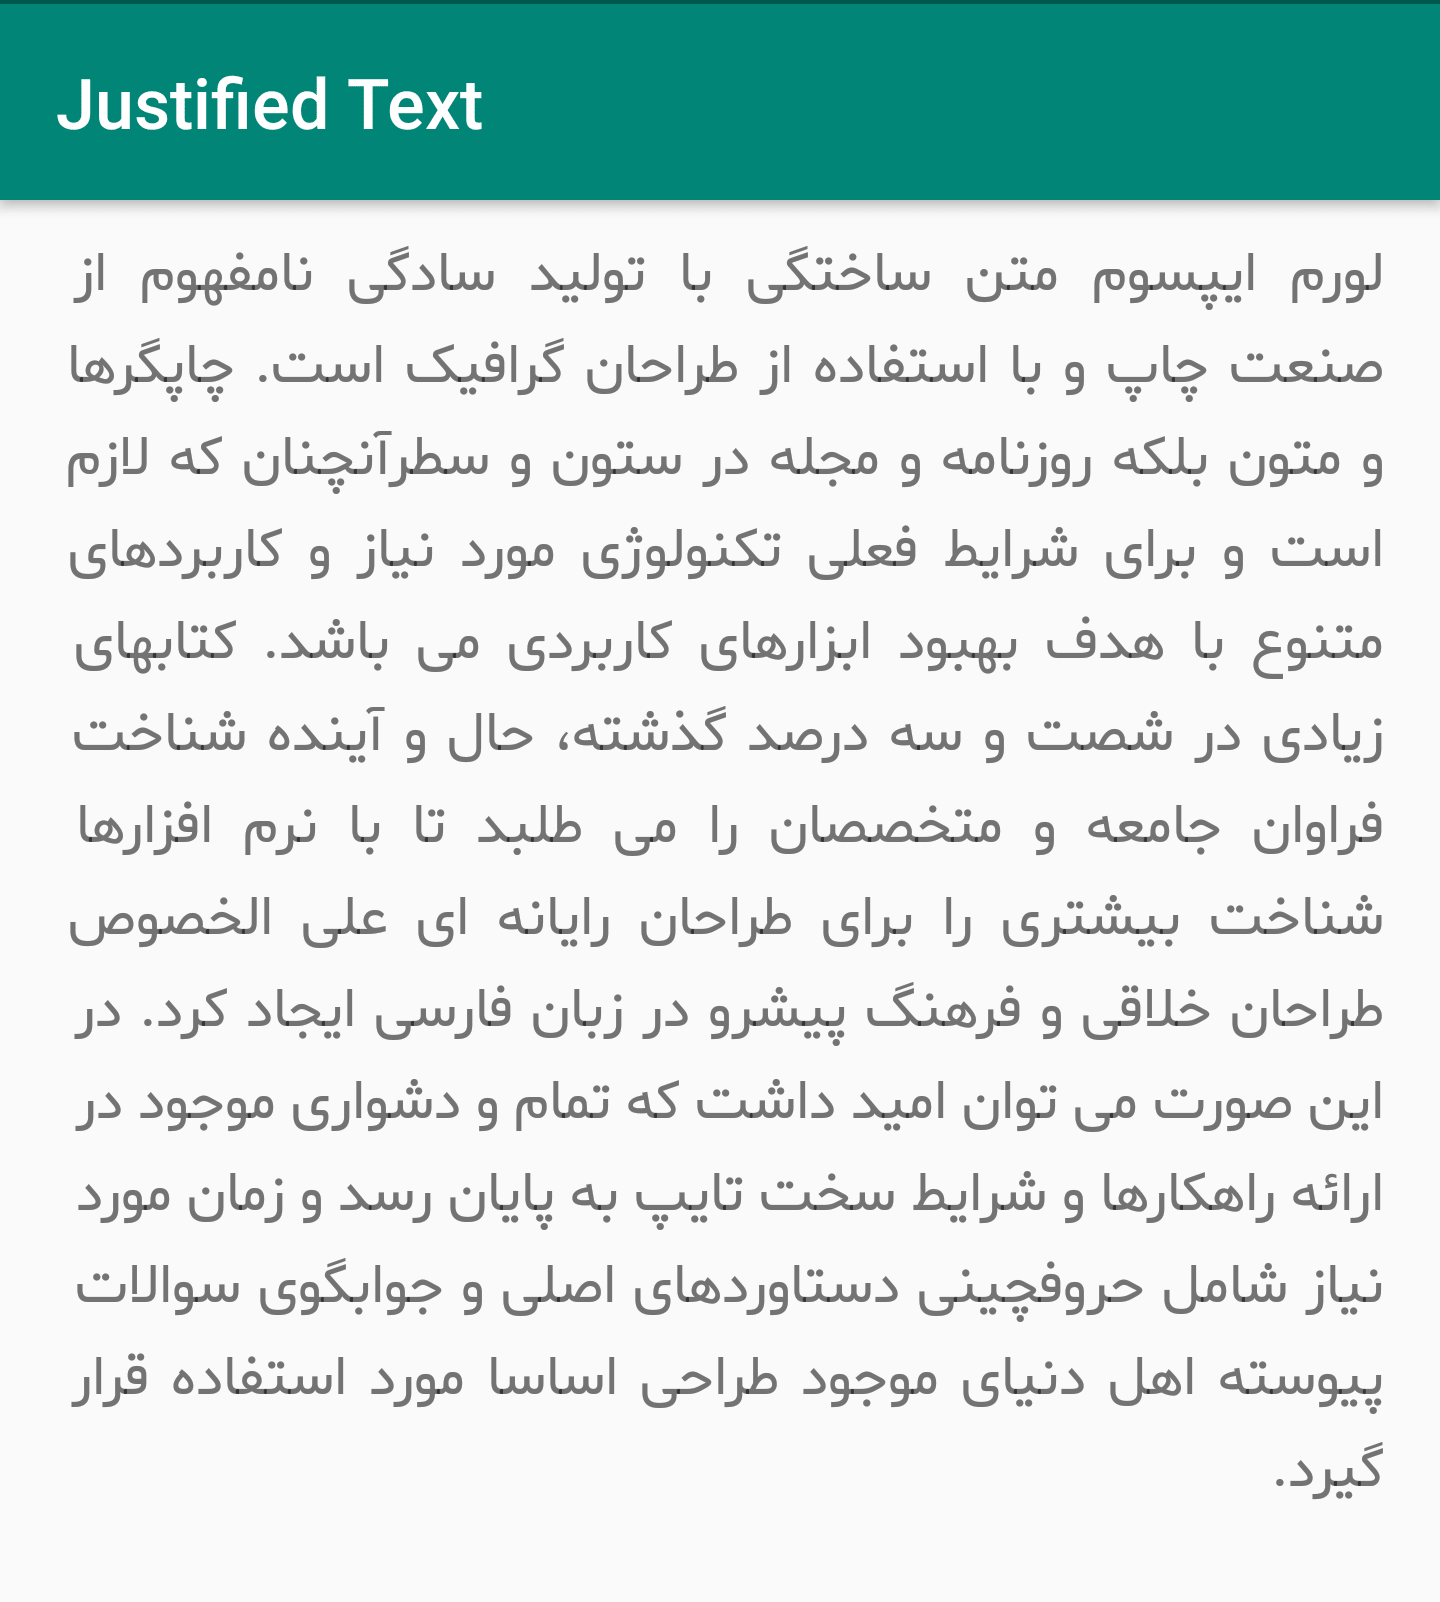 Justified Text
لورم ایپسوم متن ساختگی با تولید سادگی نامفهوم از
صنعت چاپ و با استفاده از طراحان گرافیک است. چاپگرها
و متون بلکه روزنامه و مجله در ستون و سطرآنچنان که لازم
است و برای شرایط فعلی تکنولوژی مورد نیاز و کاربردهای
متنوع با هدف بهبود ابزارهای کاربردی می باشد. کتابهای
زیادی در شصت و سه درصد گذشته، حال و آینده شناخت
فراوان جامعه و متخصصان را می طلبد تا با نرم افزارها
شناخت بیشتری را برای طراحان رایانه ای علی الخصوص
طراحان خلاقی و فرهنگ پیشرو در زبان فارسی ایجاد کرد. در
این صورت می توان امید داشت که تمام و دشواری موجود در
ارائه راهکارها و شرایط سخت تایپ به پایان رسد و زمان مورد
نیاز شامل حروفچینی دستاوردهای اصلی و جوابگوی سوالات
پیوسته اهل دنیای موجود طراحی اساسا مورد استفاده قرار
گیرد.